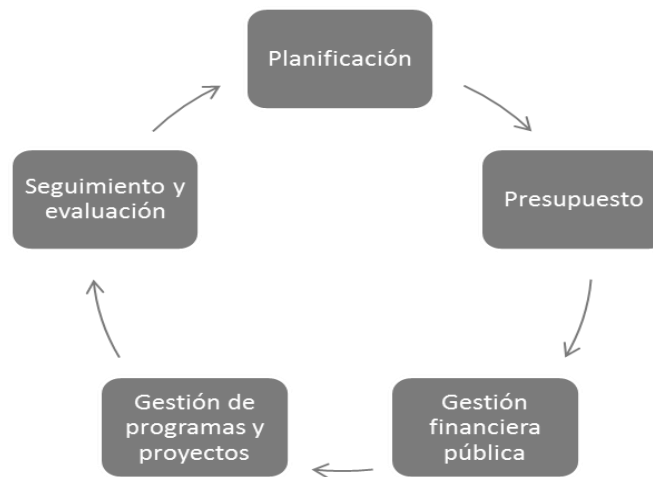 Planificación
Presupuesto
Gestión
financiera
pública
Gestión de
programas y
proyectos
Seguimiento y
evaluación